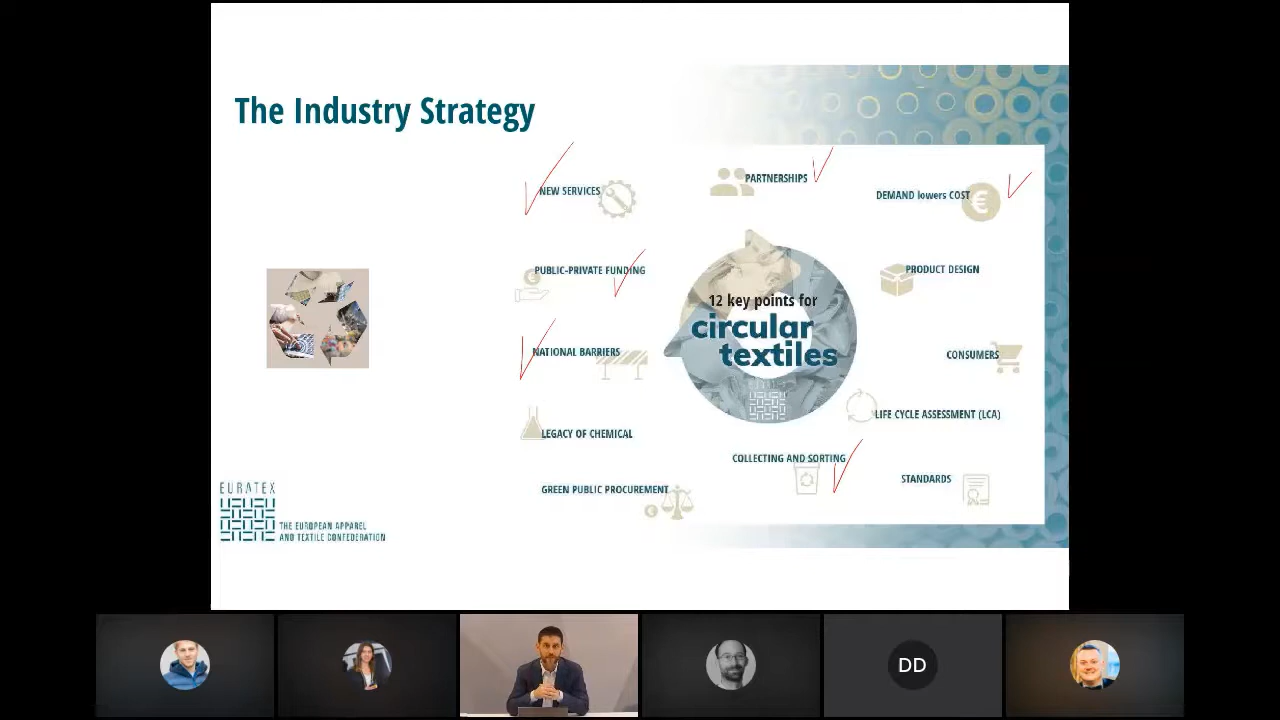 The Industry Strategy
NEW SERVICES
PARTNERSHIPS
DEMAND lowers COST
PUBLIC-PRIVATE FUNDING
PRODUCT DESIGN
12 key points for
circular
textiles
NATIONAL BARRIERS
CONSUMERS
LIFE CYCLE ASSESSMENT (LCA)
LEGACY OF CHEMICAL
COLLECTING AND SORTING
STANDARDS
GREEN PUBLIC PROCUREMENT
EURATEX
THE EUROPEAN APPAREL
AND TEXTILE CONFEDERATION
DD